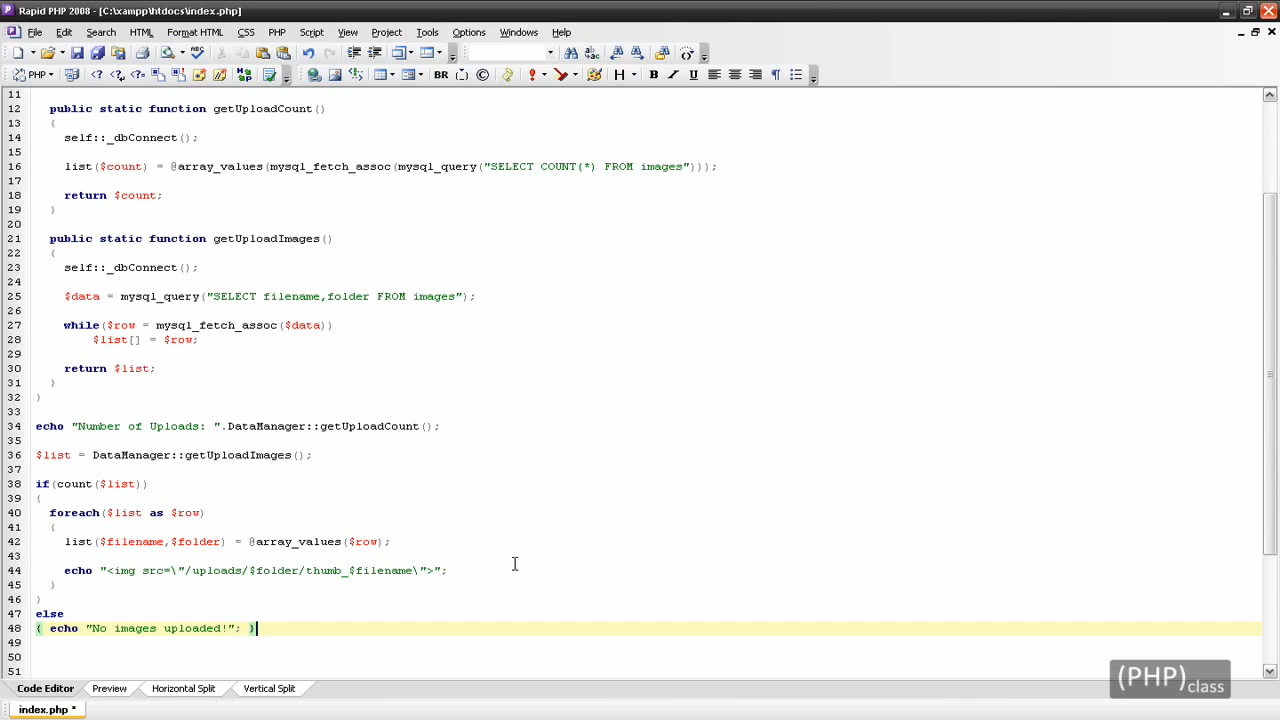 Rapid PHP 2008 - [C:\xampp\htdocs\index.php]
File Edit Search HTML Format HTML CSS PHP Script View Project Tools Options Windows Help
PHP BR H B I U
11
12 public static function getUploadCount()
13 {
14 self::_dbConnect();
15
16 list($count) = @array_values(mysql_fetch_assoc(mysql_query("SELECT COUNT(*) FROM images")));
17
18 return $count;
19 }
20
21 public static function getUploadImages()
22 {
23 self::_dbConnect();
24
25 $data = mysql_query("SELECT filename,folder FROM images");
26
27 while($row = mysql_fetch_assoc($data))
28 $list[] = $row;
29
30 return $list;
31 }
32 }
33
34 echo "Number of Uploads: ".DataManager::getUploadCount();
35
36 $list = DataManager::getUploadImages();
37
38 if(count($list))
39 {
40 foreach($list as $row)
41 {
42 list($filename,$folder) = @array_values($row);
43
44 echo "<img src=\"/uploads/$folder/thumb_$filename\">";
45 }
46 }
47 else
48 { echo "No images uploaded!"; }
49
50
51
(PHP)class
Code Editor Preview Horizontal Split Vertical Split
index.php *